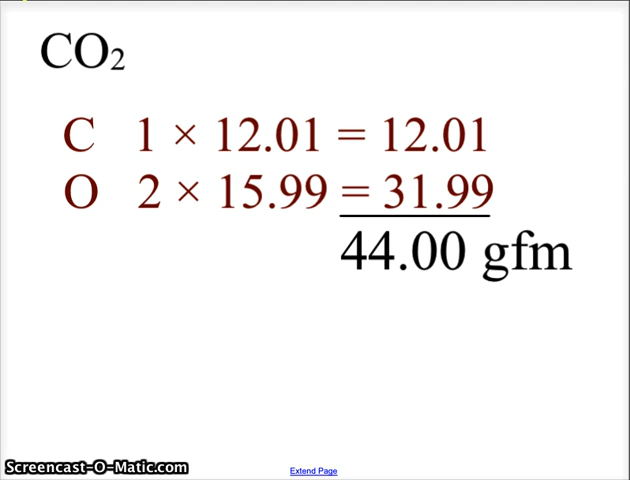 CO₂
C 1 × 12.01 = 12.01
O 2 × 15.99 = 31.99
44.00 gfm
Screencast-O-Matic.com
Extend Page